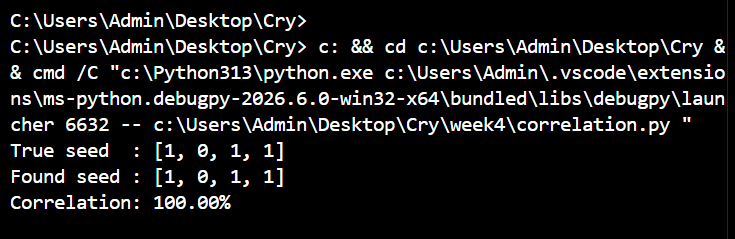 C:\Users\Admin\Desktop\Cry>
C:\Users\Admin\Desktop\Cry> c: && cd c:\Users\Admin\Desktop\Cry &
& cmd /C "c:\Python313\python.exe c:\Users\Admin\.vscode\extensio
ns\ms-python.debugpy-2026.6.0-win32-x64\bundled\libs\debugpy\laun
cher 6632 -- c:\Users\Admin\Desktop\Cry\week4\correlation.py "
True seed  : [1, 0, 1, 1]
Found seed : [1, 0, 1, 1]
Correlation: 100.00%